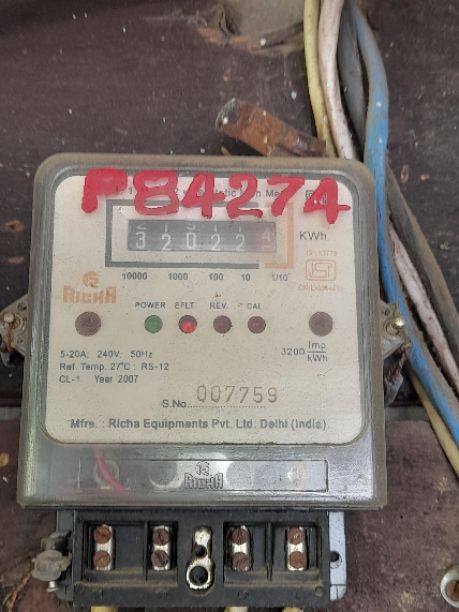 P84274
KWh
32022
10000 1000 100 10 1/10
RICHA
ISI
POWER E/FLT REV. CAL
5-20A; 240V; 50Hz
Ref. Temp. 27°C : RS-12
CL-1 Year 2007
3200 Imp/kWh
S.No. 007759
Mfrs. : Richa Equipments Pvt. Ltd. Delhi (India)
RICHA